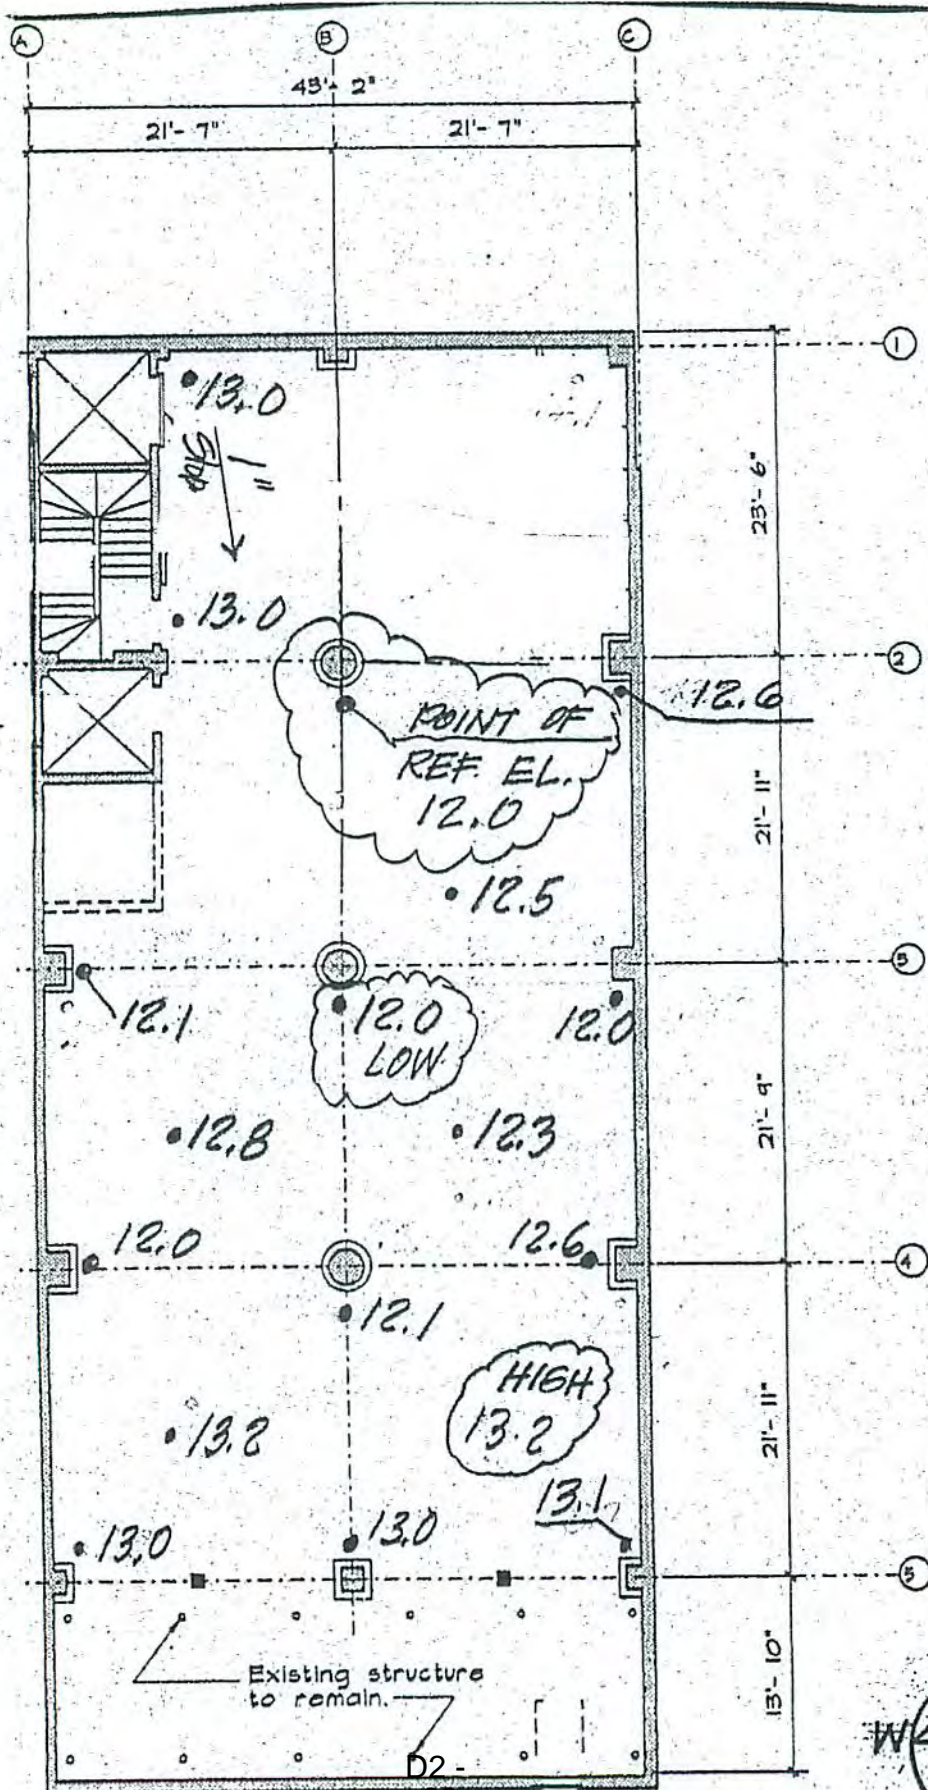 A
B
C
43'- 2"
21'- 7"
21'- 7"
1
13.0
Slop
1"
23'- 6"
13.0
2
12.6
POINT OF
REF. EL.
12.0
21'- 11"
12.5
3
12.1
12.0
LOW
12.0
21'- 9"
12.8
12.3
12.0
12.6
4
12.1
HIGH
13.2
21'- 11"
13.2
13.1
13.0
13.0
5
Existing structure
to remain.
13'- 10"
W
D2 -